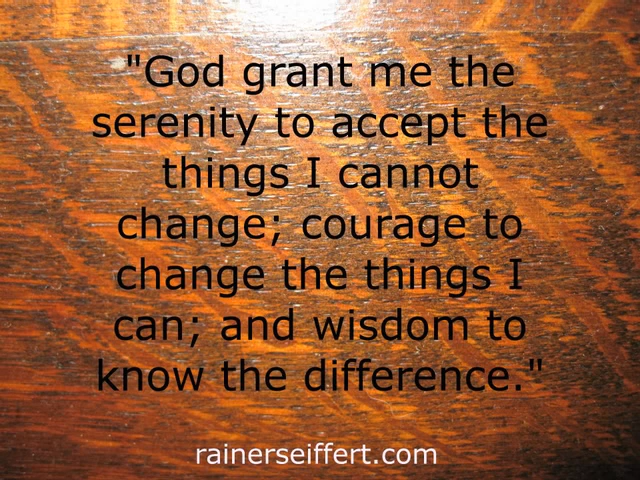 "God grant me the
serenity to accept the
things I cannot
change; courage to
change the things I
can; and wisdom to
know the difference."
rainerseiffert.com